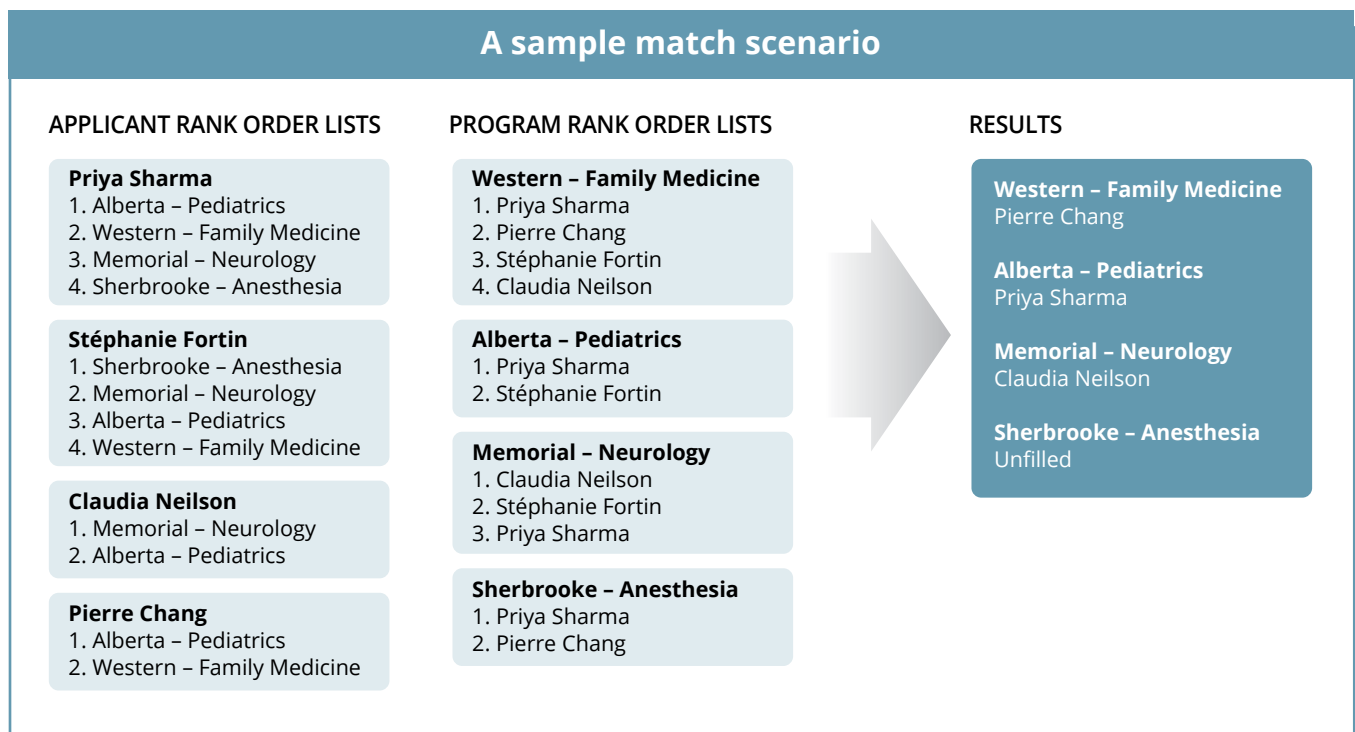 A sample match scenario
APPLICANT RANK ORDER LISTS
Priya Sharma
1. Alberta – Pediatrics
2. Western – Family Medicine
3. Memorial – Neurology
4. Sherbrooke – Anesthesia
Stéphanie Fortin
1. Sherbrooke – Anesthesia
2. Memorial – Neurology
3. Alberta – Pediatrics
4. Western – Family Medicine
Claudia Neilson
1. Memorial – Neurology
2. Alberta – Pediatrics
Pierre Chang
1. Alberta – Pediatrics
2. Western – Family Medicine
PROGRAM RANK ORDER LISTS
Western – Family Medicine
1. Priya Sharma
2. Pierre Chang
3. Stéphanie Fortin
4. Claudia Neilson
Alberta – Pediatrics
1. Priya Sharma
2. Stéphanie Fortin
Memorial – Neurology
1. Claudia Neilson
2. Stéphanie Fortin
3. Priya Sharma
Sherbrooke – Anesthesia
1. Priya Sharma
2. Pierre Chang
RESULTS
Western – Family Medicine
Pierre Chang
Alberta – Pediatrics
Priya Sharma
Memorial – Neurology
Claudia Neilson
Sherbrooke – Anesthesia
Unfilled